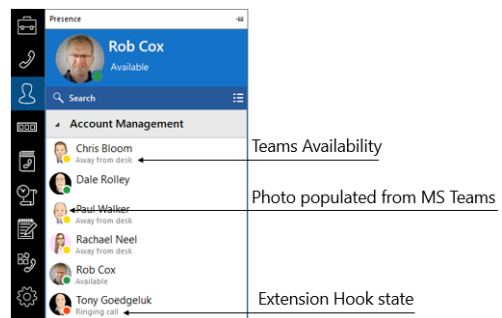 Presence
Rob Cox
Available
Search
Account Management
Chris Bloom
Away from desk
Teams Availability
Dale Rolley
Photo populated from MS Teams
Paul Walker
Away from desk
Rachael Neel
Away from desk
Rob Cox
Available
Tony Goedgeluk
Ringing call
Extension Hook state